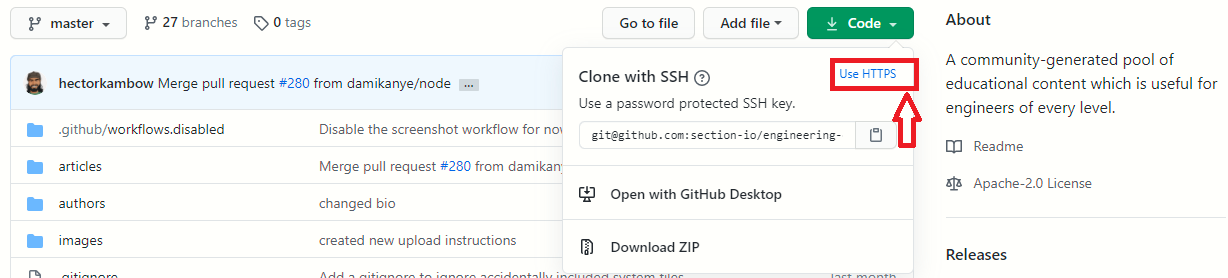 master
27 branches
0 tags
Go to file
Add file
Code
hectorkambow Merge pull request #280 from damikanye/node ...
.github/workflows.disabled
Disable the screenshot workflow for now
articles
Merge pull request #280 from damikanye
authors
changed bio
images
created new upload instructions
.gitignore
Add a gitignore to ignore accidentally included system files
last month
Clone with SSH ?
Use HTTPS
Use a password protected SSH key.
git@github.com:section-io/engineering-
Open with GitHub Desktop
Download ZIP
About
A community-generated pool of
educational content which is useful for
engineers of every level.
Readme
Apache-2.0 License
Releases